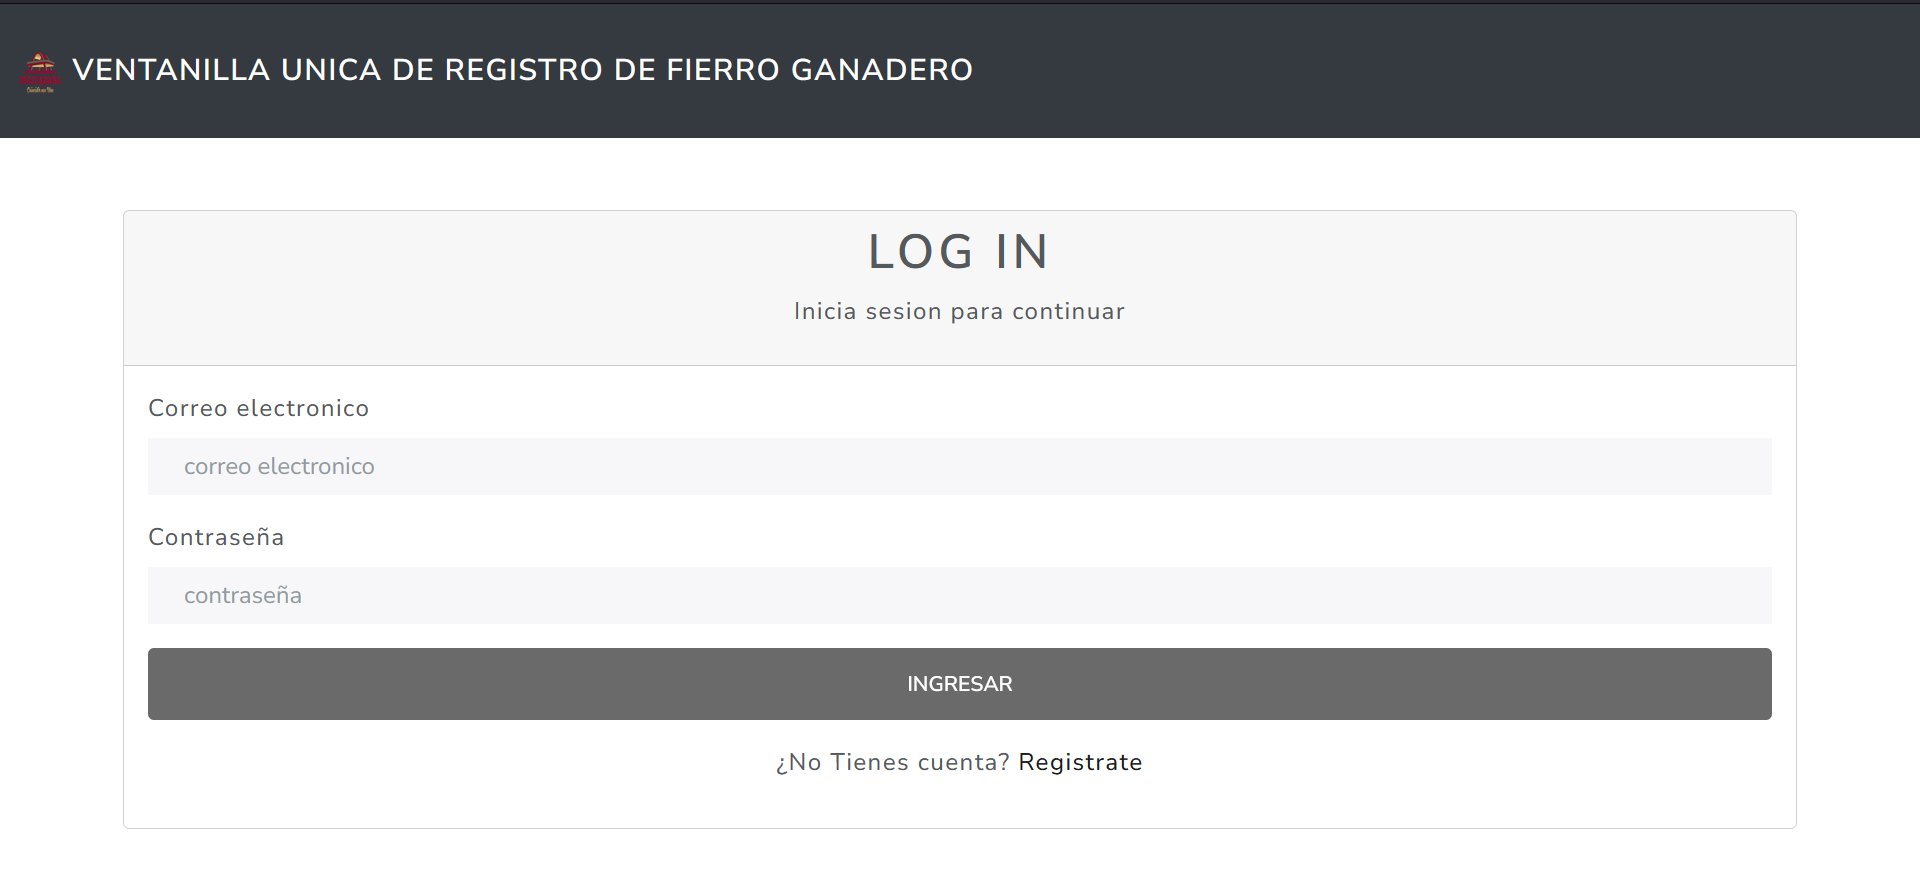 VENTANILLA UNICA DE REGISTRO DE FIERRO GANADERO
LOG IN
Inicia sesion para continuar
Correo electronico
correo electronico
Contraseña
contraseña
INGRESAR
¿No Tienes cuenta? Registrate